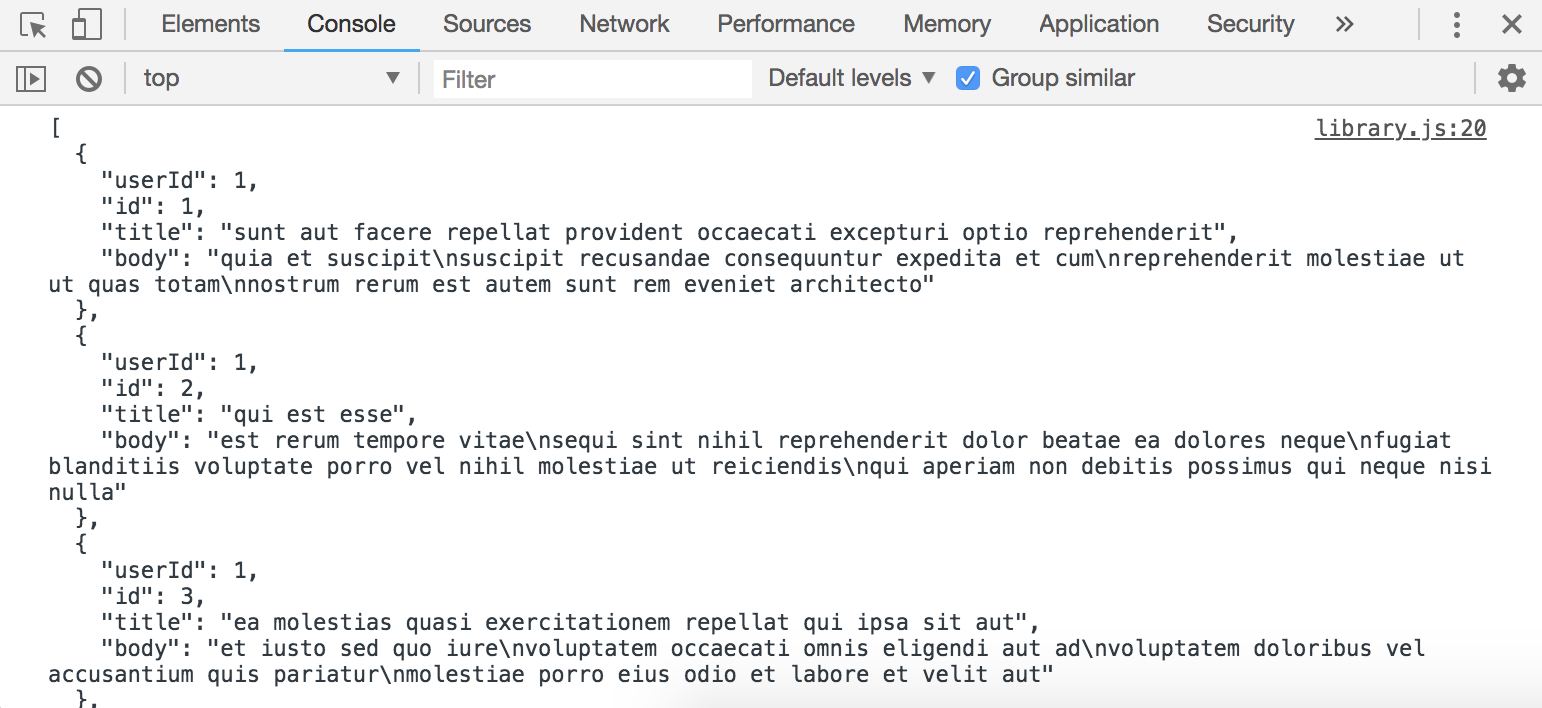 Elements Console Sources Network Performance Memory Application Security »
top Filter Default levels Group similar
[ library.js:20
  {
    "userId": 1,
    "id": 1,
    "title": "sunt aut facere repellat provident occaecati excepturi optio reprehenderit",
    "body": "quia et suscipit\nsuscipit recusandae consequuntur expedita et cum\nreprehenderit molestiae ut
ut quas totam\nnostrum rerum est autem sunt rem eveniet architecto"
  },
  {
    "userId": 1,
    "id": 2,
    "title": "qui est esse",
    "body": "est rerum tempore vitae\nsequi sint nihil reprehenderit dolor beatae ea dolores neque\nfugiat
blanditiis voluptate porro vel nihil molestiae ut reiciendis\nqui aperiam non debitis possimus qui neque nisi
nulla"
  },
  {
    "userId": 1,
    "id": 3,
    "title": "ea molestias quasi exercitationem repellat qui ipsa sit aut",
    "body": "et iusto sed quo iure\nvoluptatem occaecati omnis eligendi aut ad\nvoluptatem doloribus vel
accusantium quis pariatur\nmolestiae porro eius odio et labore et velit aut"
  },